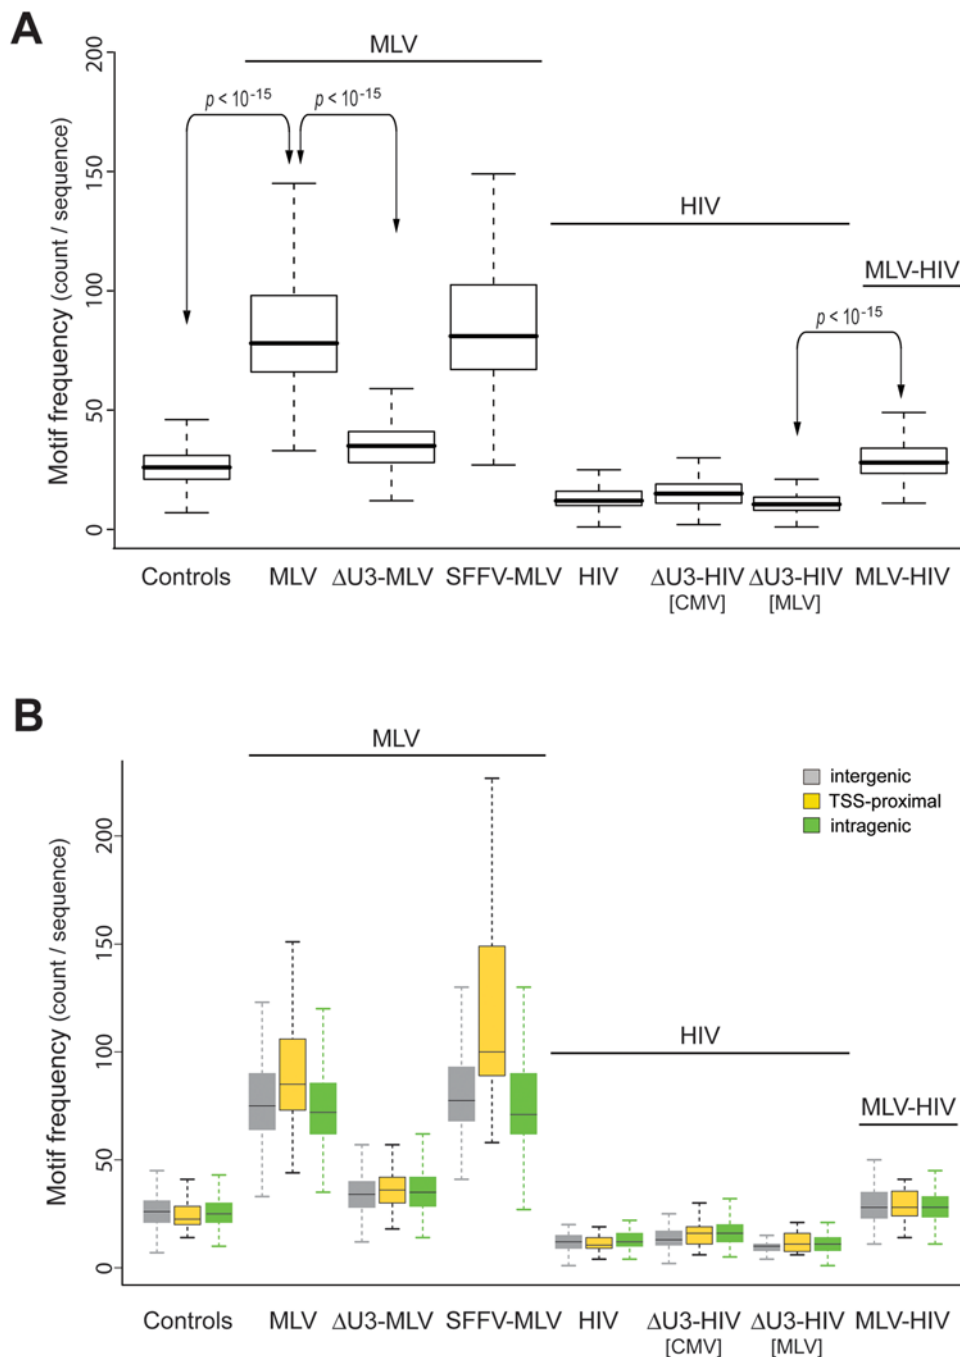 A
MLV
p < 10⁻¹⁵ p < 10⁻¹⁵
HIV
MLV-HIV
p < 10⁻¹⁵
Motif frequency (count / sequence)
200
150
100
50
0
Controls MLV ΔU3-MLV SFFV-MLV HIV ΔU3-HIV ΔU3-HIV MLV-HIV
[CMV] [MLV]
B
MLV
intergenic
TSS-proximal
intragenic
HIV
MLV-HIV
Motif frequency (count / sequence)
200
150
100
50
0
Controls MLV ΔU3-MLV SFFV-MLV HIV ΔU3-HIV ΔU3-HIV MLV-HIV
[CMV] [MLV]